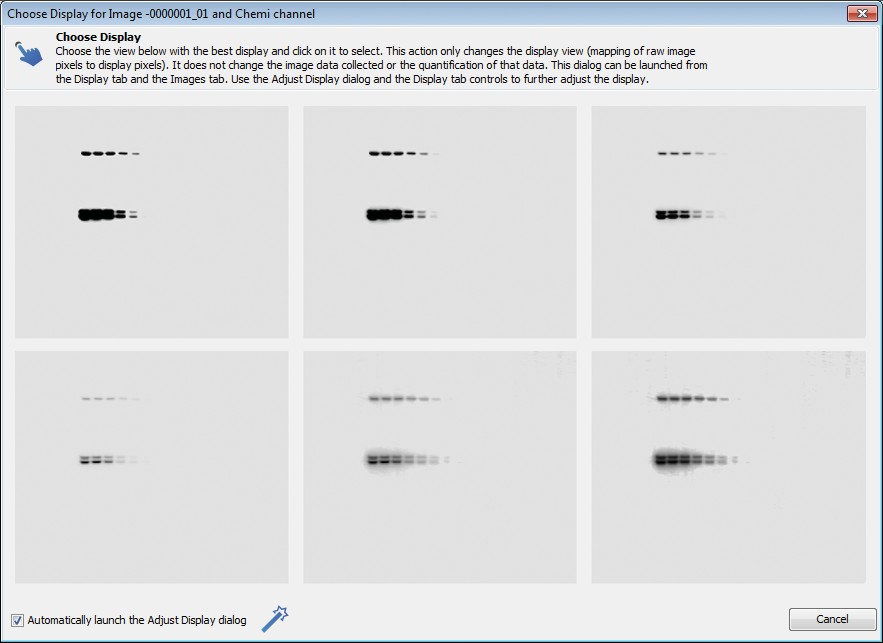 Choose Display for Image -0000001_01 and Chemi channel
Choose Display
Choose the view below with the best display and click on it to select. This action only changes the display view (mapping of raw image
pixels to display pixels). It does not change the image data collected or the quantification of that data. This dialog can be launched from
the Display tab and the Images tab. Use the Adjust Display dialog and the Display tab controls to further adjust the display.
Automatically launch the Adjust Display dialog
Cancel